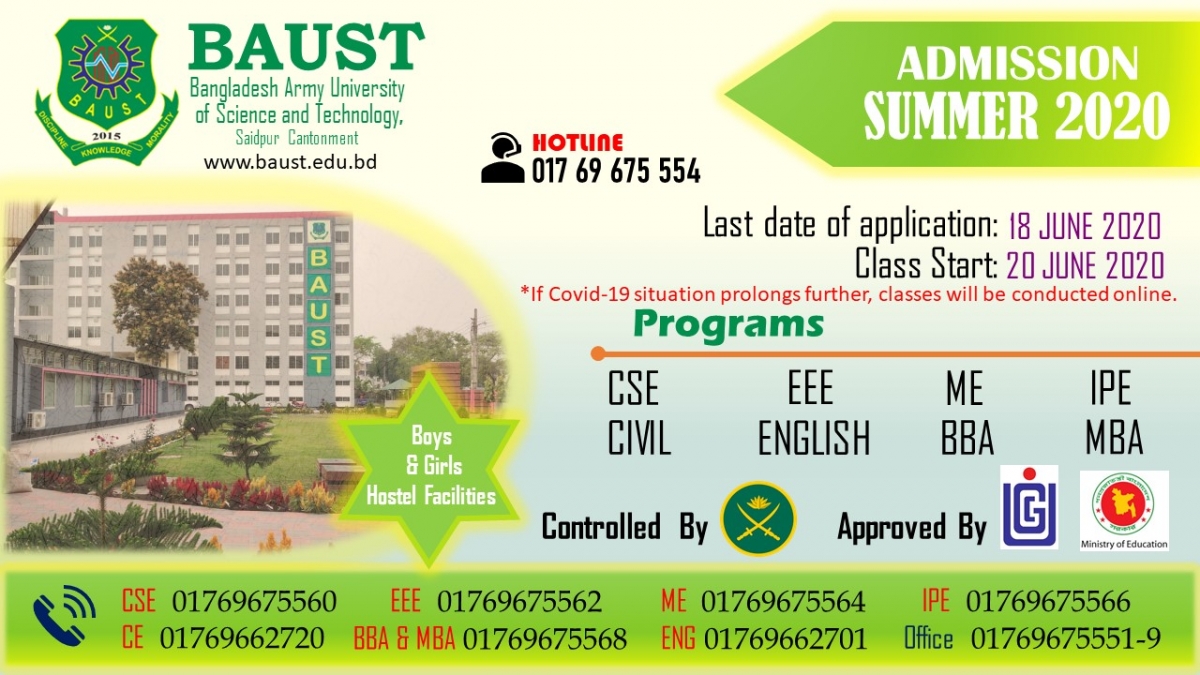 BAUST
2015
DISCIPLINE KNOWLEDGE MORALITY
BAUST
Bangladesh Army University
of Science and Technology,
Saidpur Cantonment
www.baust.edu.bd
HOTLINE
017 69 675 554
ADMISSION
SUMMER 2020
Last date of application: 18 JUNE 2020
Class Start: 20 JUNE 2020
*If Covid-19 situation prolongs further, classes will be conducted online.
Programs
CSE EEE ME IPE
CIVIL ENGLISH BBA MBA
BAUST
Boys
& Girls
Hostel Facilities
Controlled By
Approved By
UGC
Ministry of Education
CSE 01769675560 EEE 01769675562 ME 01769675564 IPE 01769675566
CE 01769662720 BBA & MBA 01769675568 ENG 01769662701 Office 01769675551-9